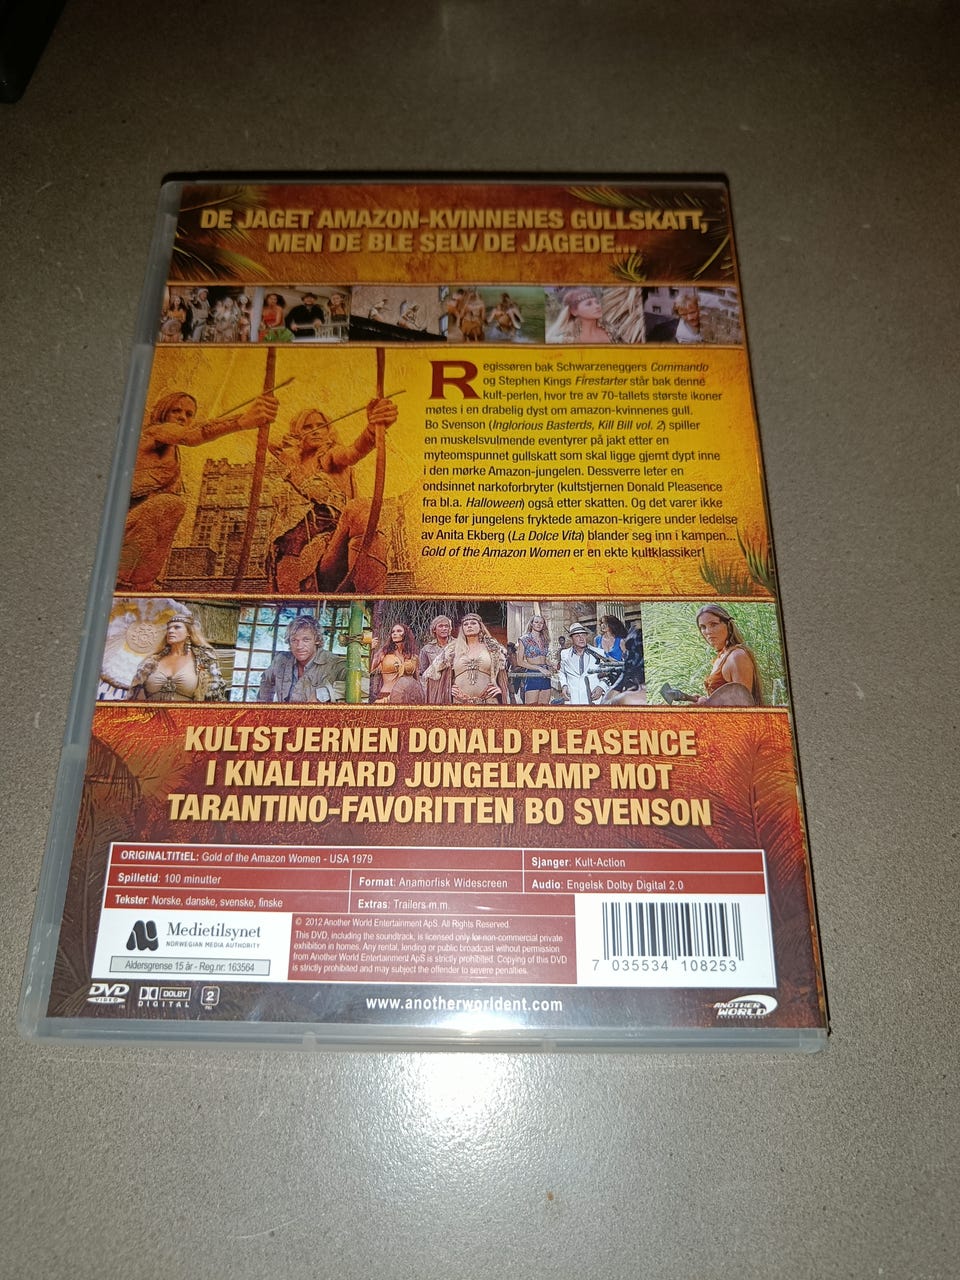 DE JAGET AMAZON-KVINNENES GULLSKATT,
MEN DE BLE SELV DE JAGEDE...
Regissøren bak Schwarzeneggers Commando
og Stephen Kings Firestarter står bak denne
kult-perlen, hvor tre av 70-tallets største ikoner
møtes i en drabelig dyst om amazon-kvinnenes gull.
Bo Svenson (Inglorious Basterds, Kill Bill vol. 2) spiller
en muskelsvulmende eventyrer på jakt etter en
myteomspunnet gullskatt som skal ligge gjemt dypt inne
i den mørke Amazon-jungelen. Dessverre leter en
ondsinnet narkoforbryter (kultstjernen Donald Pleasence
fra bl.a. Halloween) også etter skatten. Og det varer ikke
lenge før jungelens fryktede amazon-krigere under ledelse
av Anita Ekberg (La Dolce Vita) blander seg inn i kampen...
Gold of the Amazon Women er en ekte kultklassiker!
KULTSTJERNEN DONALD PLEASENCE
I KNALLHARD JUNGELKAMP MOT
TARANTINO-FAVORITTEN BO SVENSON
ORIGINALTITtEL: Gold of the Amazon Women - USA 1979
Sjanger: Kult-Action
Spilletid: 100 minutter
Format: Anamorfisk Widescreen
Audio: Engelsk Dolby Digital 2.0
Tekster: Norske, danske, svenske, finske
Extras: Trailers m.m.
Medietilsynet
NORWEGIAN MEDIA AUTHORITY
Aldersgrense 15 år - Reg.nr: 163564
© 2012 Another World Entertainment ApS. All Rights Reserved.
This DVD, including the soundtrack, is licensed only for non-commercial private
exhibition in homes. Any rental, lending or public broadcast without permission
from Another World Entertainment ApS is strictly prohibited. Copying of this DVD
is strictly prohibited and may subject the offender to severe penalties.
7 035534 108253
DVD
VIDEO
DOLBY
DIGITAL
2
www.anotherworldent.com
ANOTHER
WORLD
ENTERTAINMENT